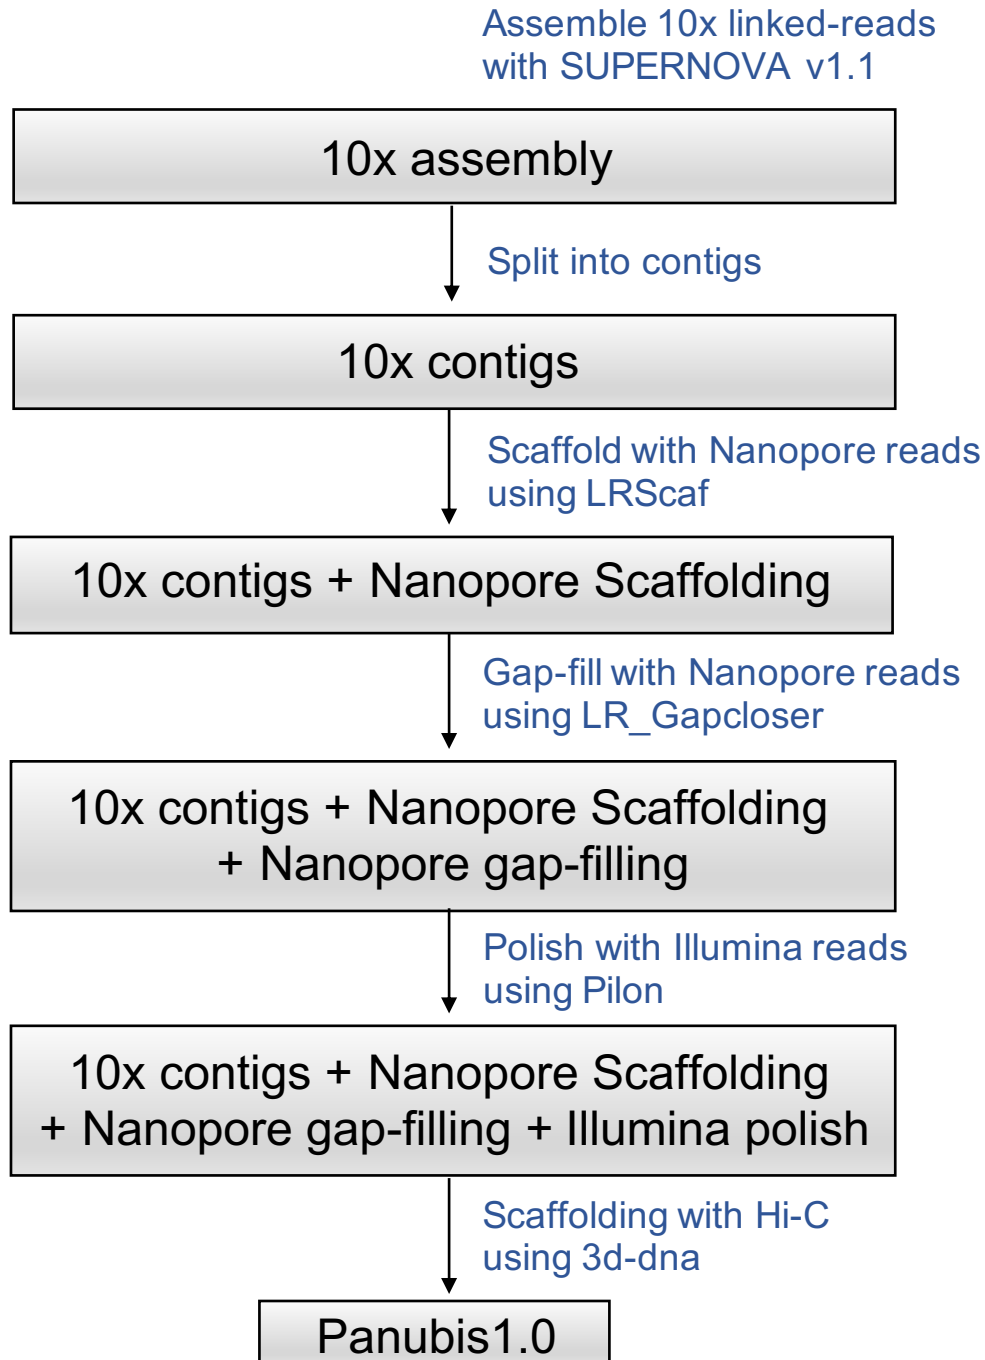 Assemble 10x linked-reads
with SUPERNOVA v1.1
10x assembly
Split into contigs
10x contigs
Scaffold with Nanopore reads
using LRScaf
10x contigs + Nanopore Scaffolding
Gap-fill with Nanopore reads
using LR_Gapcloser
10x contigs + Nanopore Scaffolding
+ Nanopore gap-filling
Polish with Illumina reads
using Pilon
10x contigs + Nanopore Scaffolding
+ Nanopore gap-filling + Illumina polish
Scaffolding with Hi-C
using 3d-dna
Panubis1.0